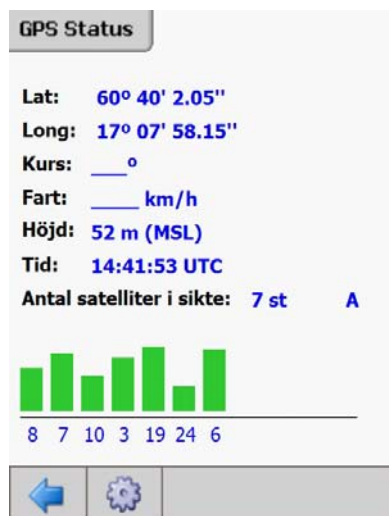 GPS Status
Lat: 60º 40' 2.05''
Long: 17º 07' 58.15''
Kurs: ___º
Fart: ____ km/h
Höjd: 52 m (MSL)
Tid: 14:41:53 UTC
Antal satelliter i sikte: 7 st A
8 7 10 3 19 24 6